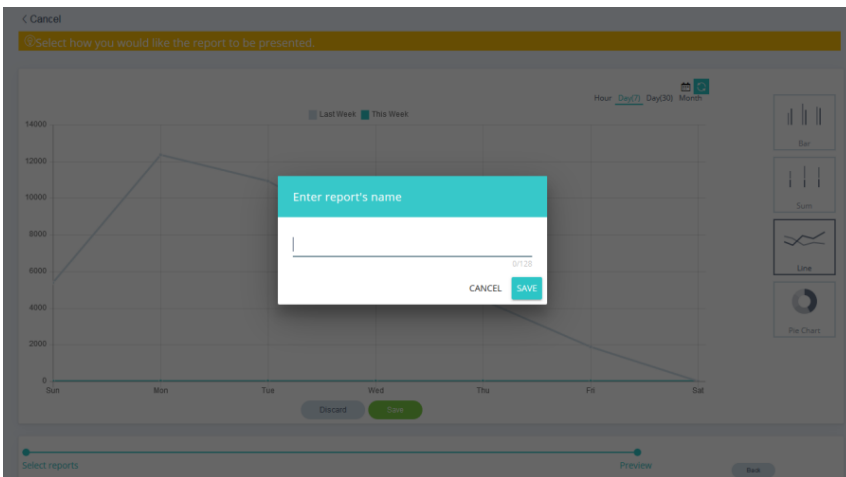 Cancel
Select how you would like the report to be presented.
Hour Day(7) Day(30) Month
Last Week This Week
14000
12000
10000
8000
6000
4000
2000
0
Sun Mon Tue Wed Thu Fri Sat
Bar
Sum
Line
Pie Chart
Enter report's name
0/128
CANCEL SAVE
Discard Save
Select reports Preview